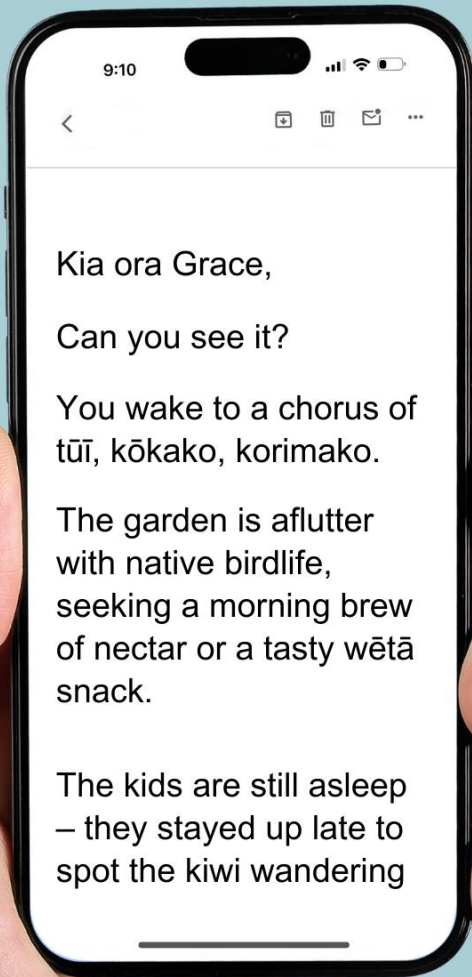 9:10
Kia ora Grace,
Can you see it?
You wake to a chorus of
tūī, kōkako, korimako.
The garden is aflutter
with native birdlife,
seeking a morning brew
of nectar or a tasty wētā
snack.
The kids are still asleep
– they stayed up late to
spot the kiwi wandering